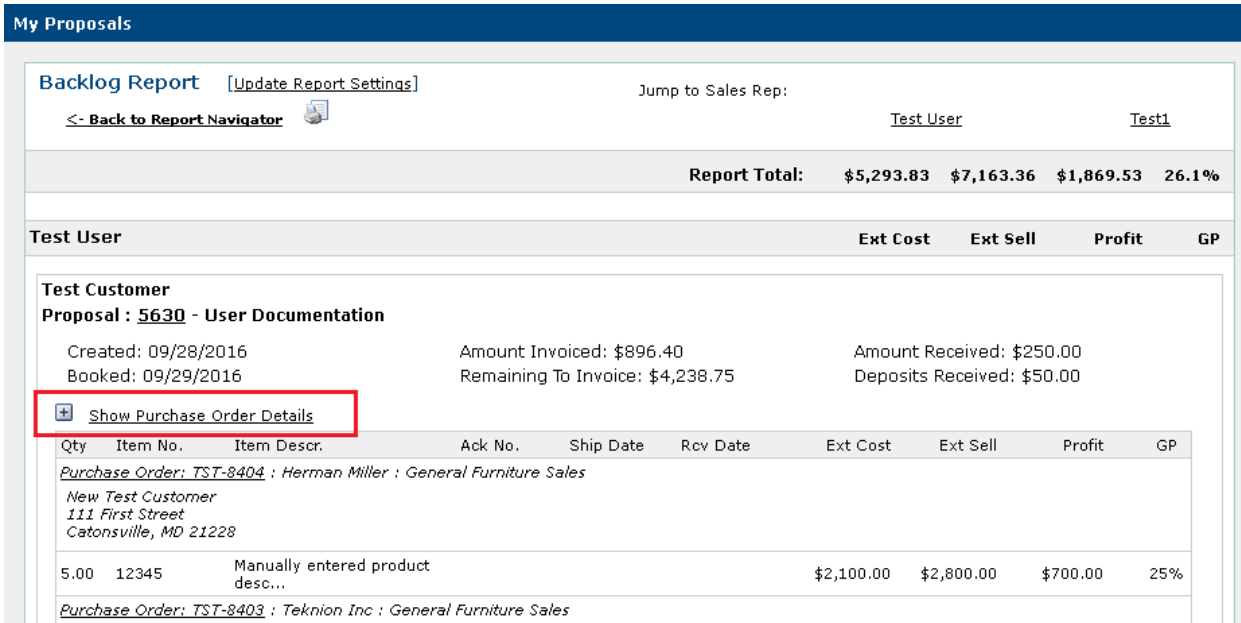 My Proposals
Backlog Report [Update Report Settings]
Jump to Sales Rep:
<- Back to Report Navigator
Test User Test1
Report Total: $5,293.83 $7,163.36 $1,869.53 26.1%
Test User Ext Cost Ext Sell Profit GP
Test Customer
Proposal : 5630 - User Documentation
Created: 09/28/2016 Amount Invoiced: $896.40 Amount Received: $250.00
Booked: 09/29/2016 Remaining To Invoice: $4,238.75 Deposits Received: $50.00
Show Purchase Order Details
Qty Item No. Item Descr. Ack No. Ship Date Rcv Date Ext Cost Ext Sell Profit GP
Purchase Order: TST-8404 : Herman Miller : General Furniture Sales
New Test Customer
111 First Street
Catonsville, MD 21228
5.00 12345 Manually entered product desc... $2,100.00 $2,800.00 $700.00 25%
Purchase Order: TST-8403 : Teknion Inc : General Furniture Sales